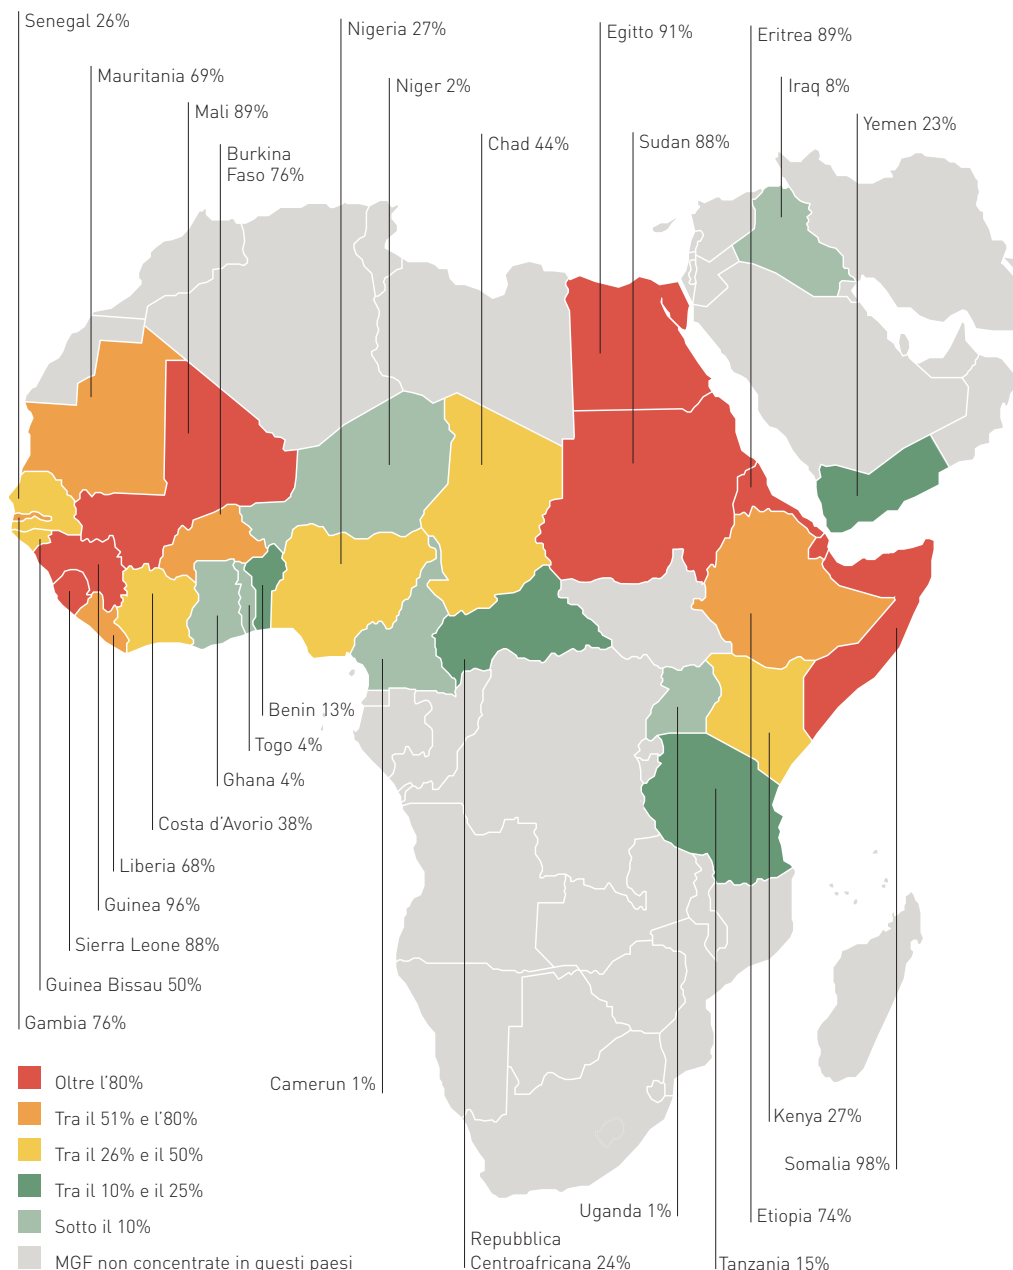 Senegal 26%
Nigeria 27%
Egitto 91%
Eritrea 89%
Mauritania 69%
Niger 2%
Iraq 8%
Mali 89%
Yemen 23%
Chad 44%
Sudan 88%
Burkina
Faso 76%
Benin 13%
Togo 4%
Ghana 4%
Costa d'Avorio 38%
Liberia 68%
Guinea 96%
Sierra Leone 88%
Guinea Bissau 50%
Gambia 76%
Camerun 1%
Kenya 27%
Somalia 98%
Uganda 1%
Etiopia 74%
Repubblica
Centroafricana 24%
Tanzania 15%
Oltre l'80%
Tra il 51% e l'80%
Tra il 26% e il 50%
Tra il 10% e il 25%
Sotto il 10%
MGF non concentrate in questi paesi